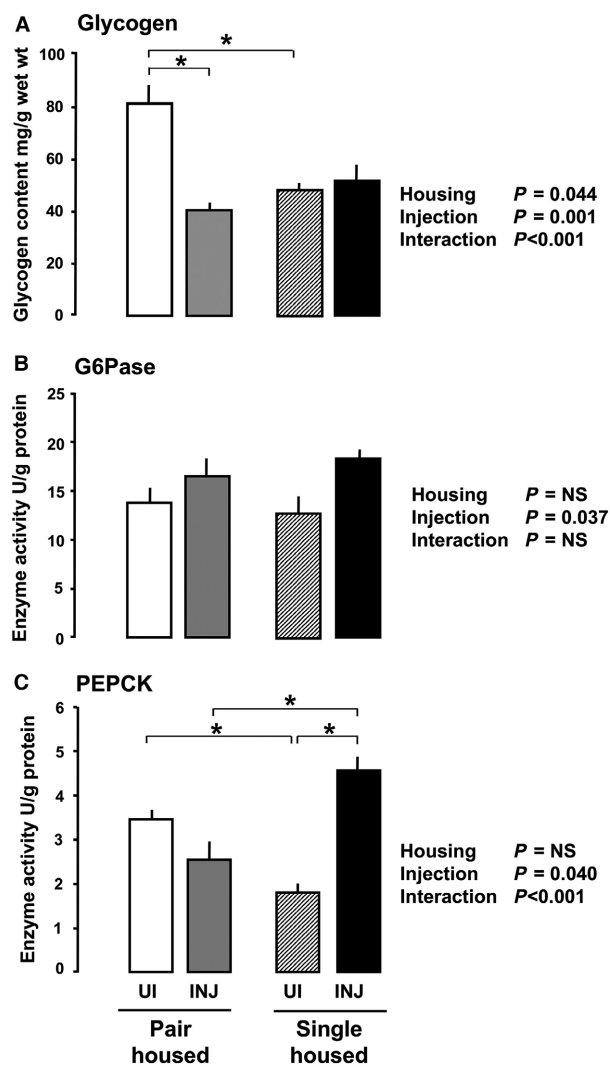 A Glycogen
Glycogen content mg/g wet wt
100
80
60
40
20
0
*
*
Housing P = 0.044
Injection P = 0.001
Interaction P<0.001
B G6Pase
Enzyme activity U/g protein
25
20
15
10
5
0
Housing P = NS
Injection P = 0.037
Interaction P = NS
C PEPCK
Enzyme activity U/g protein
6
5
4
3
2
1
0
*
* *
Housing P = NS
Injection P = 0.040
Interaction P<0.001
UI INJ UI INJ
Pair Single
housed housed